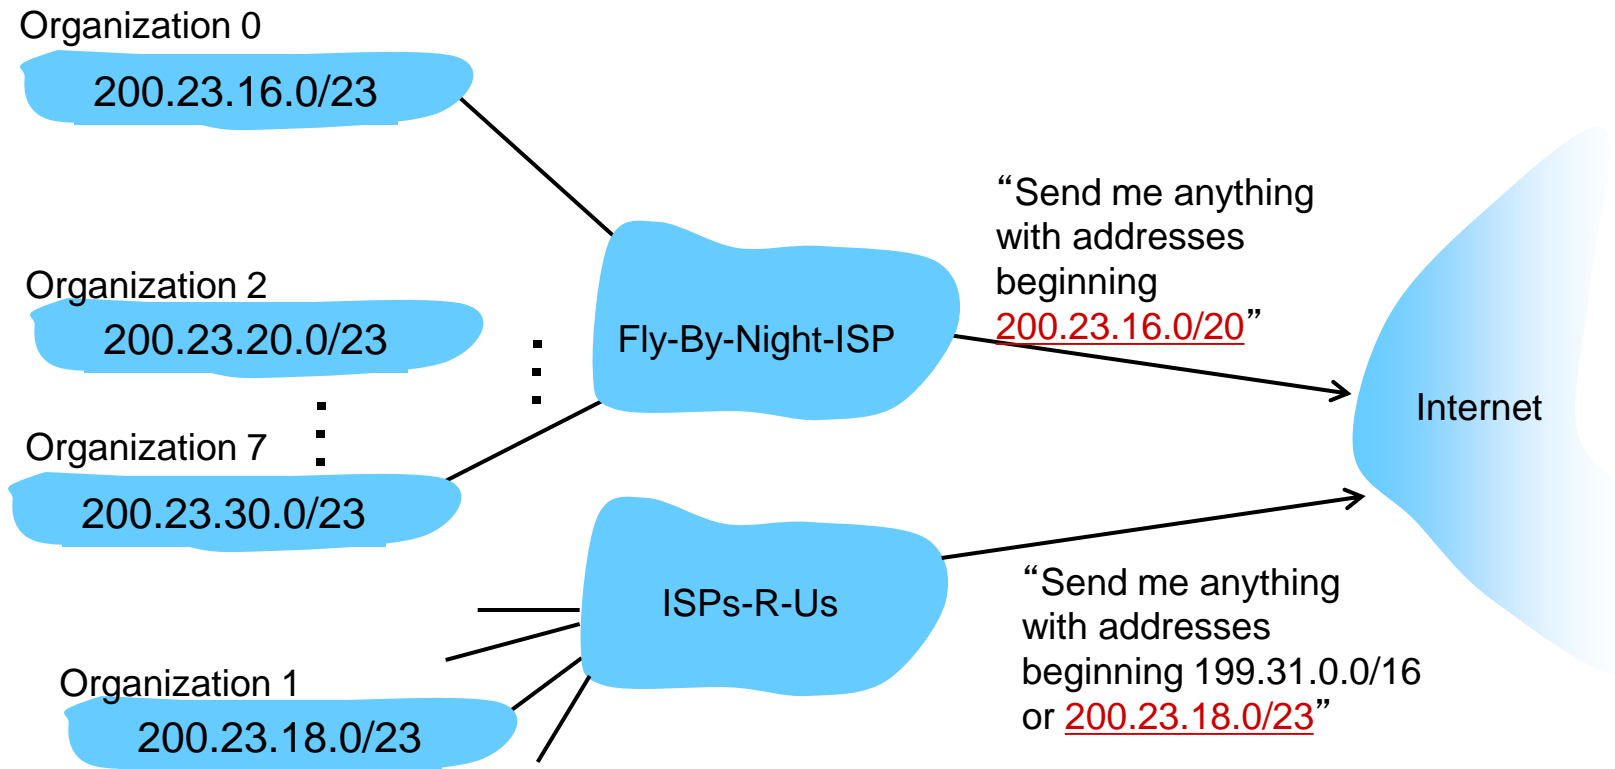 Organization 0
200.23.16.0/23
Organization 2
200.23.20.0/23
Organization 7
200.23.30.0/23
Fly-By-Night-ISP
“Send me anything
with addresses
beginning
200.23.16.0/20”
Internet
ISPs-R-Us
Organization 1
200.23.18.0/23
“Send me anything
with addresses
beginning 199.31.0.0/16
or 200.23.18.0/23”